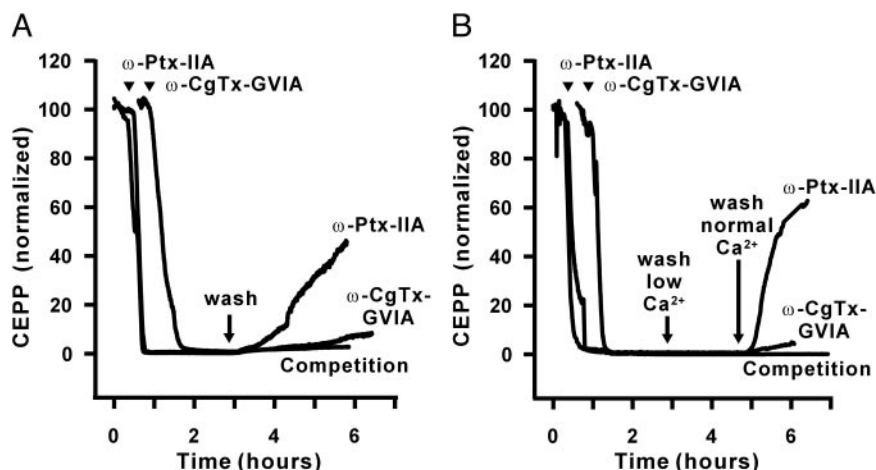 A
CEPP (normalized)
120
100
80
60
40
20
0
ω-Ptx-IIA
ω-CgTx-GVIA
wash
ω-Ptx-IIA
ω-CgTx-
GVIA
Competition
0
2
4
6
Time (hours)
B
CEPP (normalized)
120
100
80
60
40
20
0
ω-Ptx-IIA
ω-CgTx-GVIA
wash
low
Ca²⁺
wash
normal
Ca²⁺
ω-Ptx-IIA
ω-CgTx-
GVIA
Competition
0
2
4
6
Time (hours)